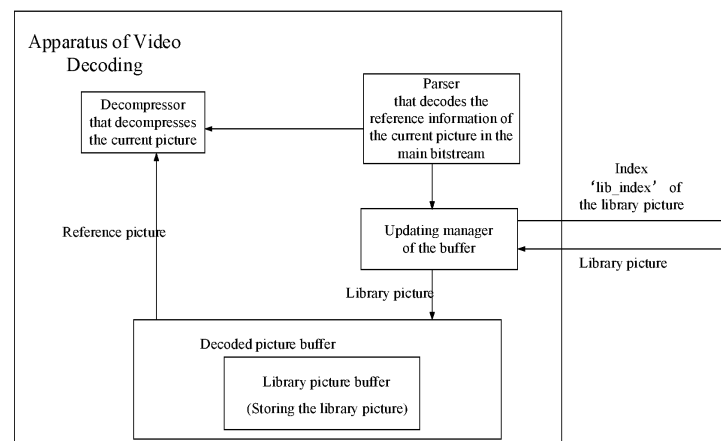 Apparatus of Video
Decoding
Decompressor
that decompresses
the current picture
Parser
that decodes the
reference information of
the current picture in the
main bitstream
Index
‘lib_index’ of
the library picture
Reference picture
Updating manager
of the buffer
Library picture
Library picture
Decoded picture buffer
Library picture buffer
(Storing the library picture)